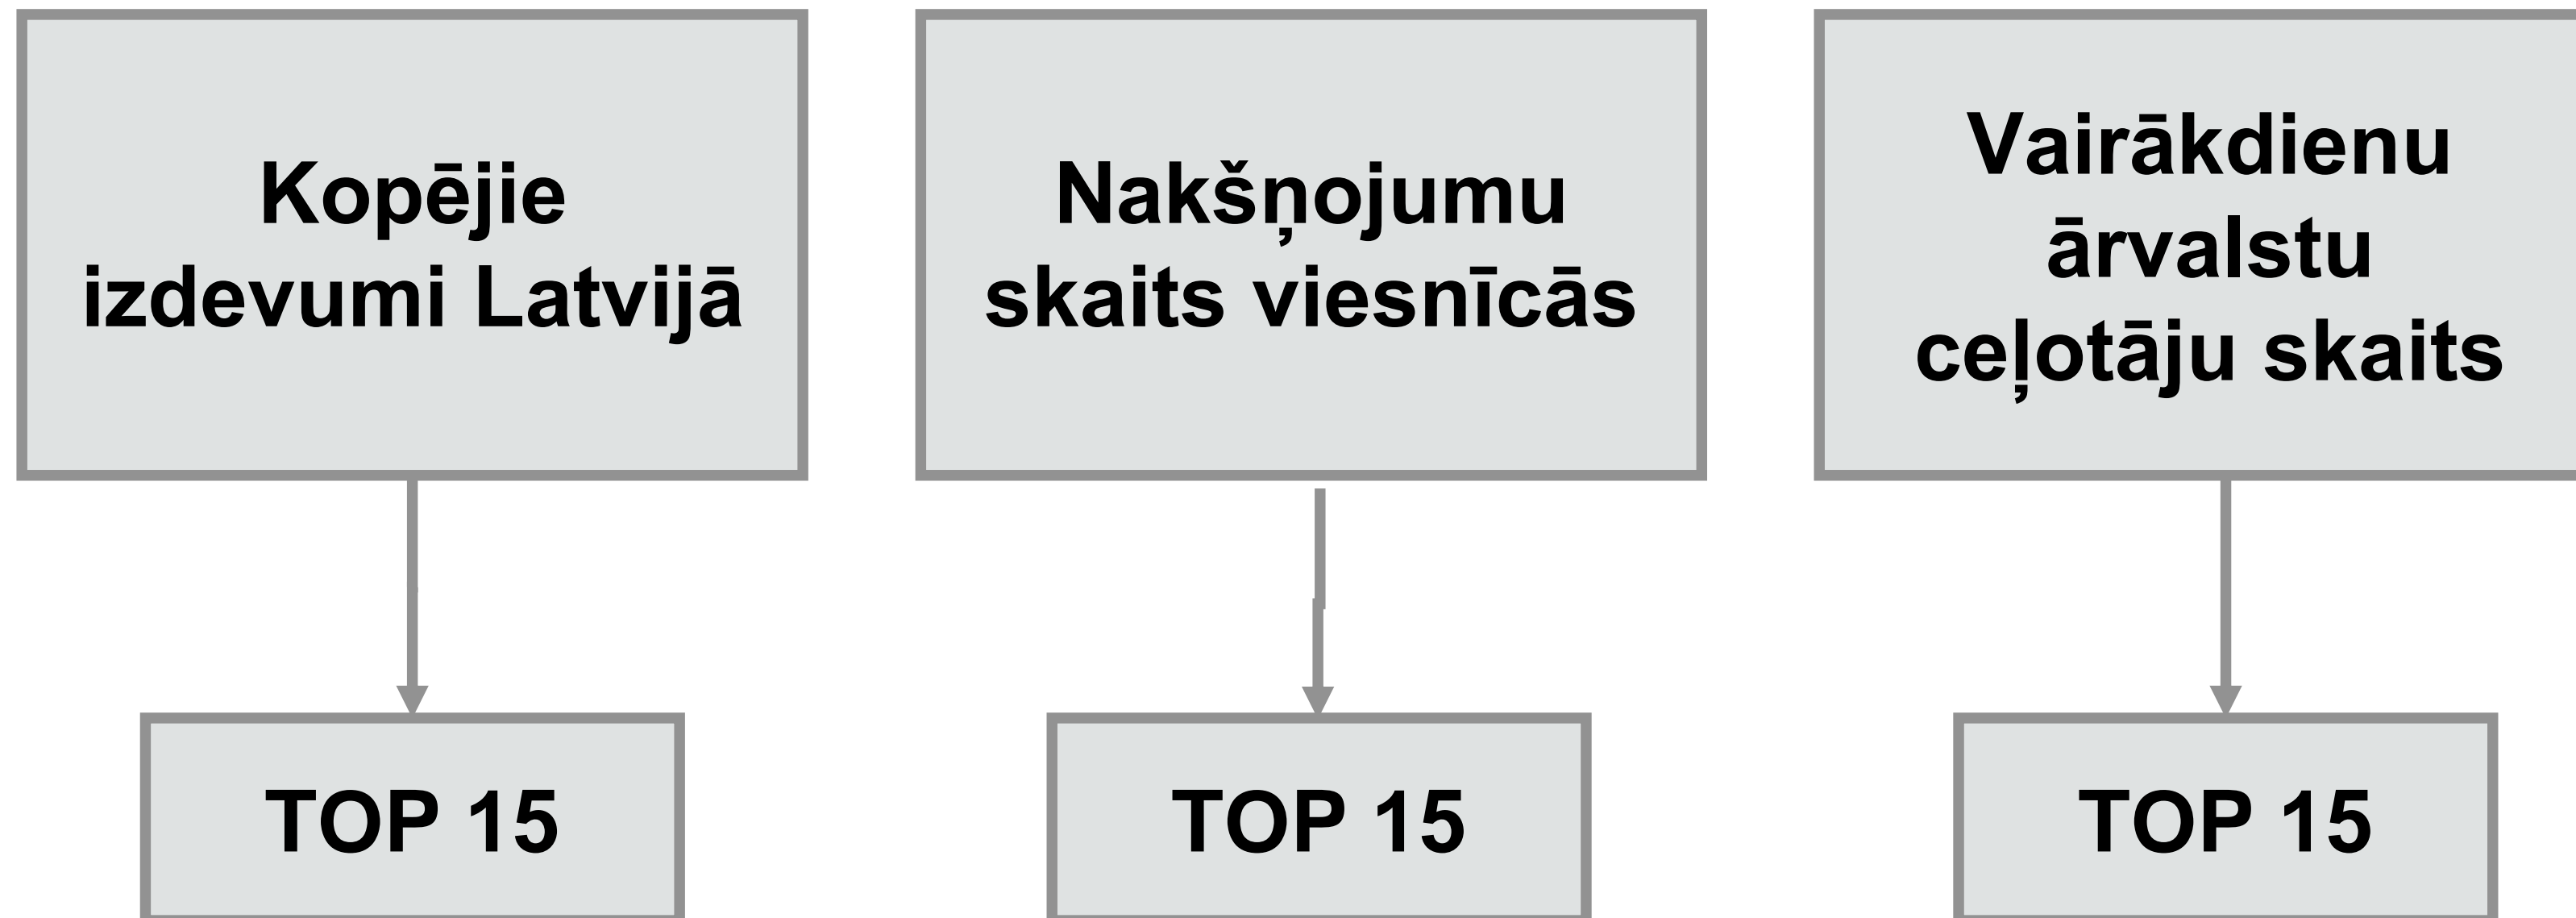 Kopējie
izdevumi Latvijā
Nakšņojumu
skaits viesnīcās
Vairākdienu
ārvalstu
ceļotāju skaits
TOP 15
TOP 15
TOP 15